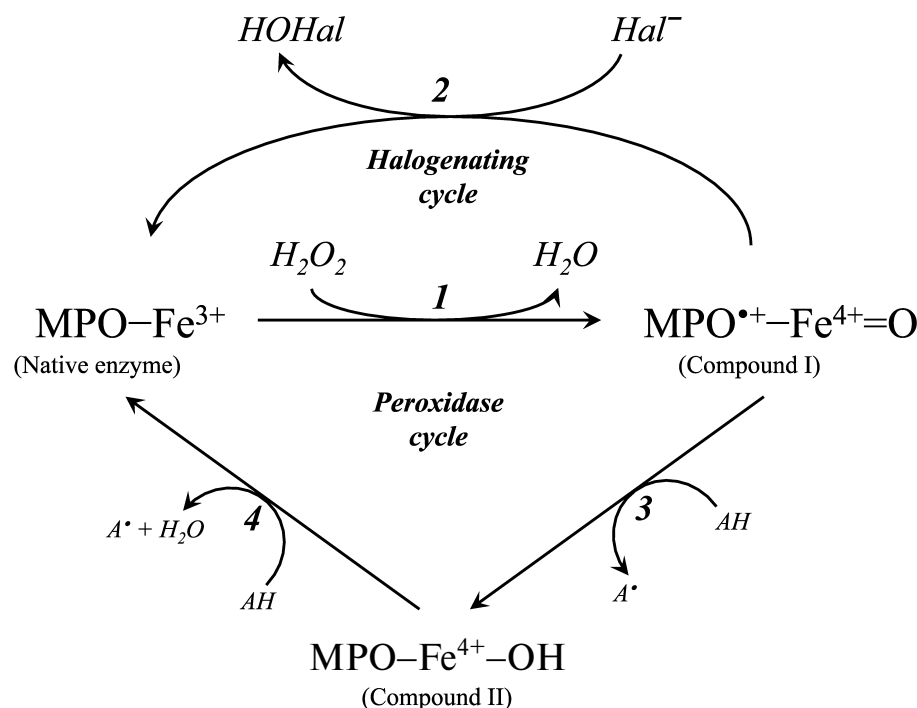 HOHal
Hal⁻
2
Halogenating
cycle
H₂O₂
H₂O
1
MPO–Fe³⁺
(Native enzyme)
MPO•⁺–Fe⁴⁺=O
(Compound I)
Peroxidase
cycle
A• + H₂O
4
AH
3
AH
A•
MPO–Fe⁴⁺–OH
(Compound II)